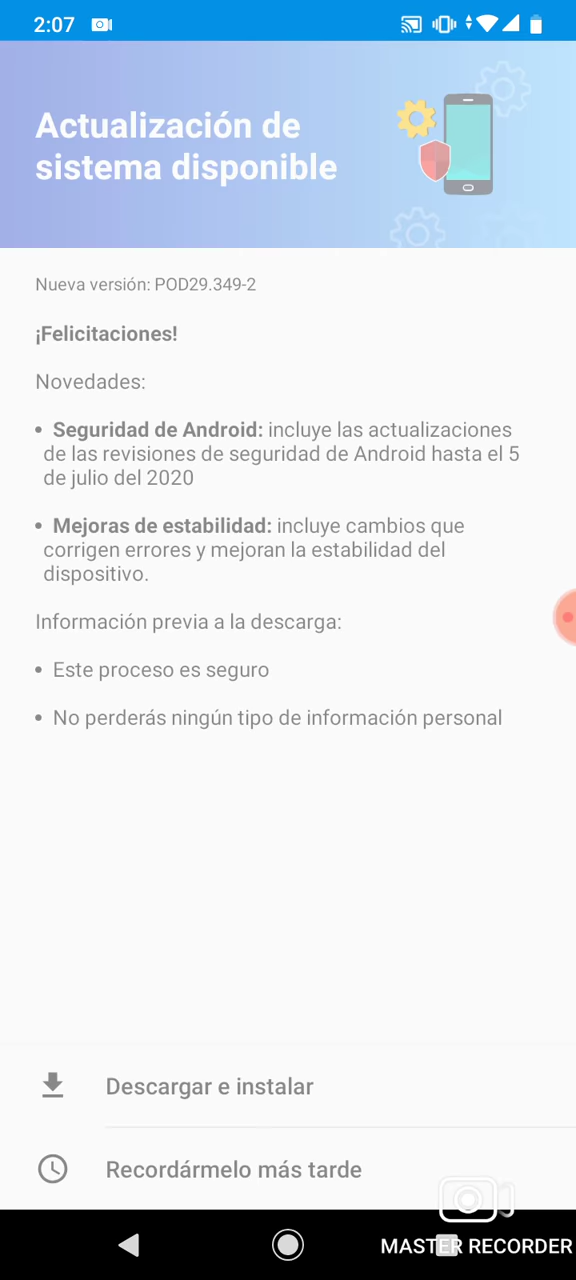 2:07
Actualización de
sistema disponible
Nueva versión: POD29.349-2
¡Felicitaciones!
Novedades:
• Seguridad de Android: incluye las actualizaciones
de las revisiones de seguridad de Android hasta el 5
de julio del 2020
• Mejoras de estabilidad: incluye cambios que
corrigen errores y mejoran la estabilidad del
dispositivo.
Información previa a la descarga:
• Este proceso es seguro
• No perderás ningún tipo de información personal
Descargar e instalar
Recordármelo más tarde
MASTER RECORDER